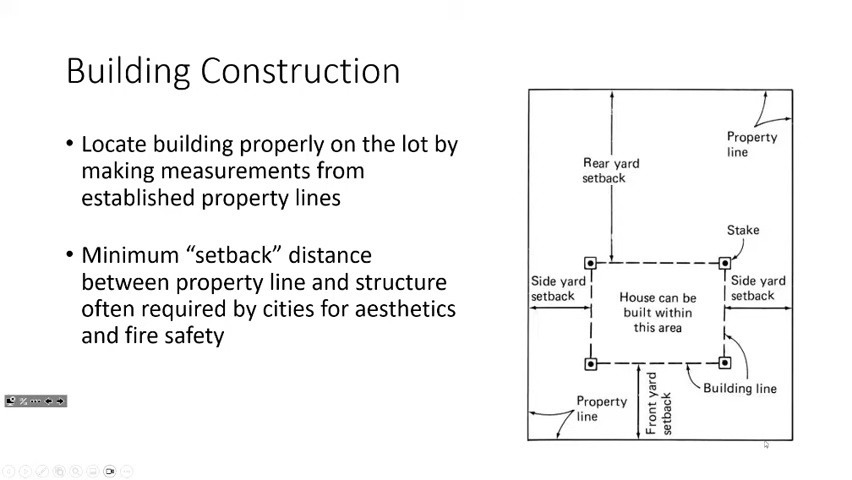 Building Construction
• Locate building properly on the lot by
making measurements from
established property lines
• Minimum “setback” distance
between property line and structure
often required by cities for aesthetics
and fire safety
Property
line
Rear yard
setback
Stake
Side yard
setback
House can be
built within
this area
Side yard
setback
Building line
Front yard
setback
Property
line